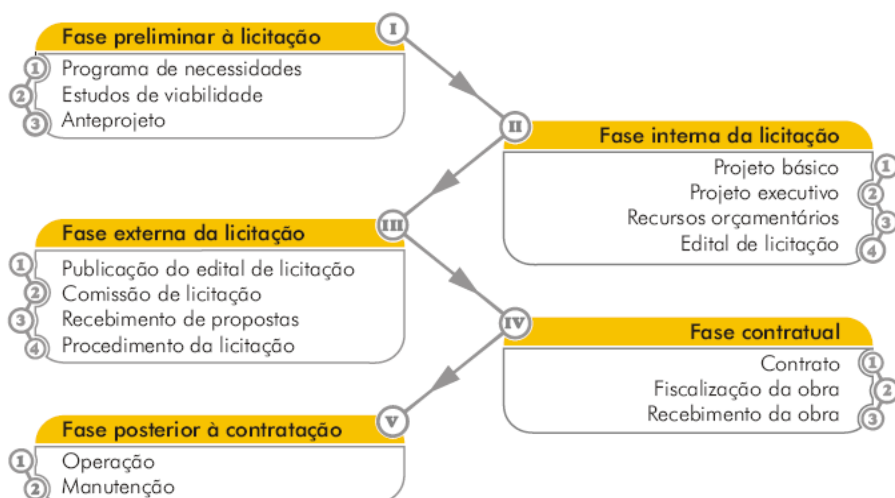 I
Fase preliminar à licitação
1 Programa de necessidades
2 Estudos de viabilidade
3 Anteprojeto
II
Fase interna da licitação
Projeto básico 1
Projeto executivo 2
Recursos orçamentários 3
Edital de licitação 4
III
Fase externa da licitação
1 Publicação do edital de licitação
2 Comissão de licitação
3 Recebimento de propostas
4 Procedimento da licitação
IV
Fase contratual
Contrato 1
Fiscalização da obra 2
Recebimento da obra 3
V
Fase posterior à contratação
1 Operação
2 Manutenção